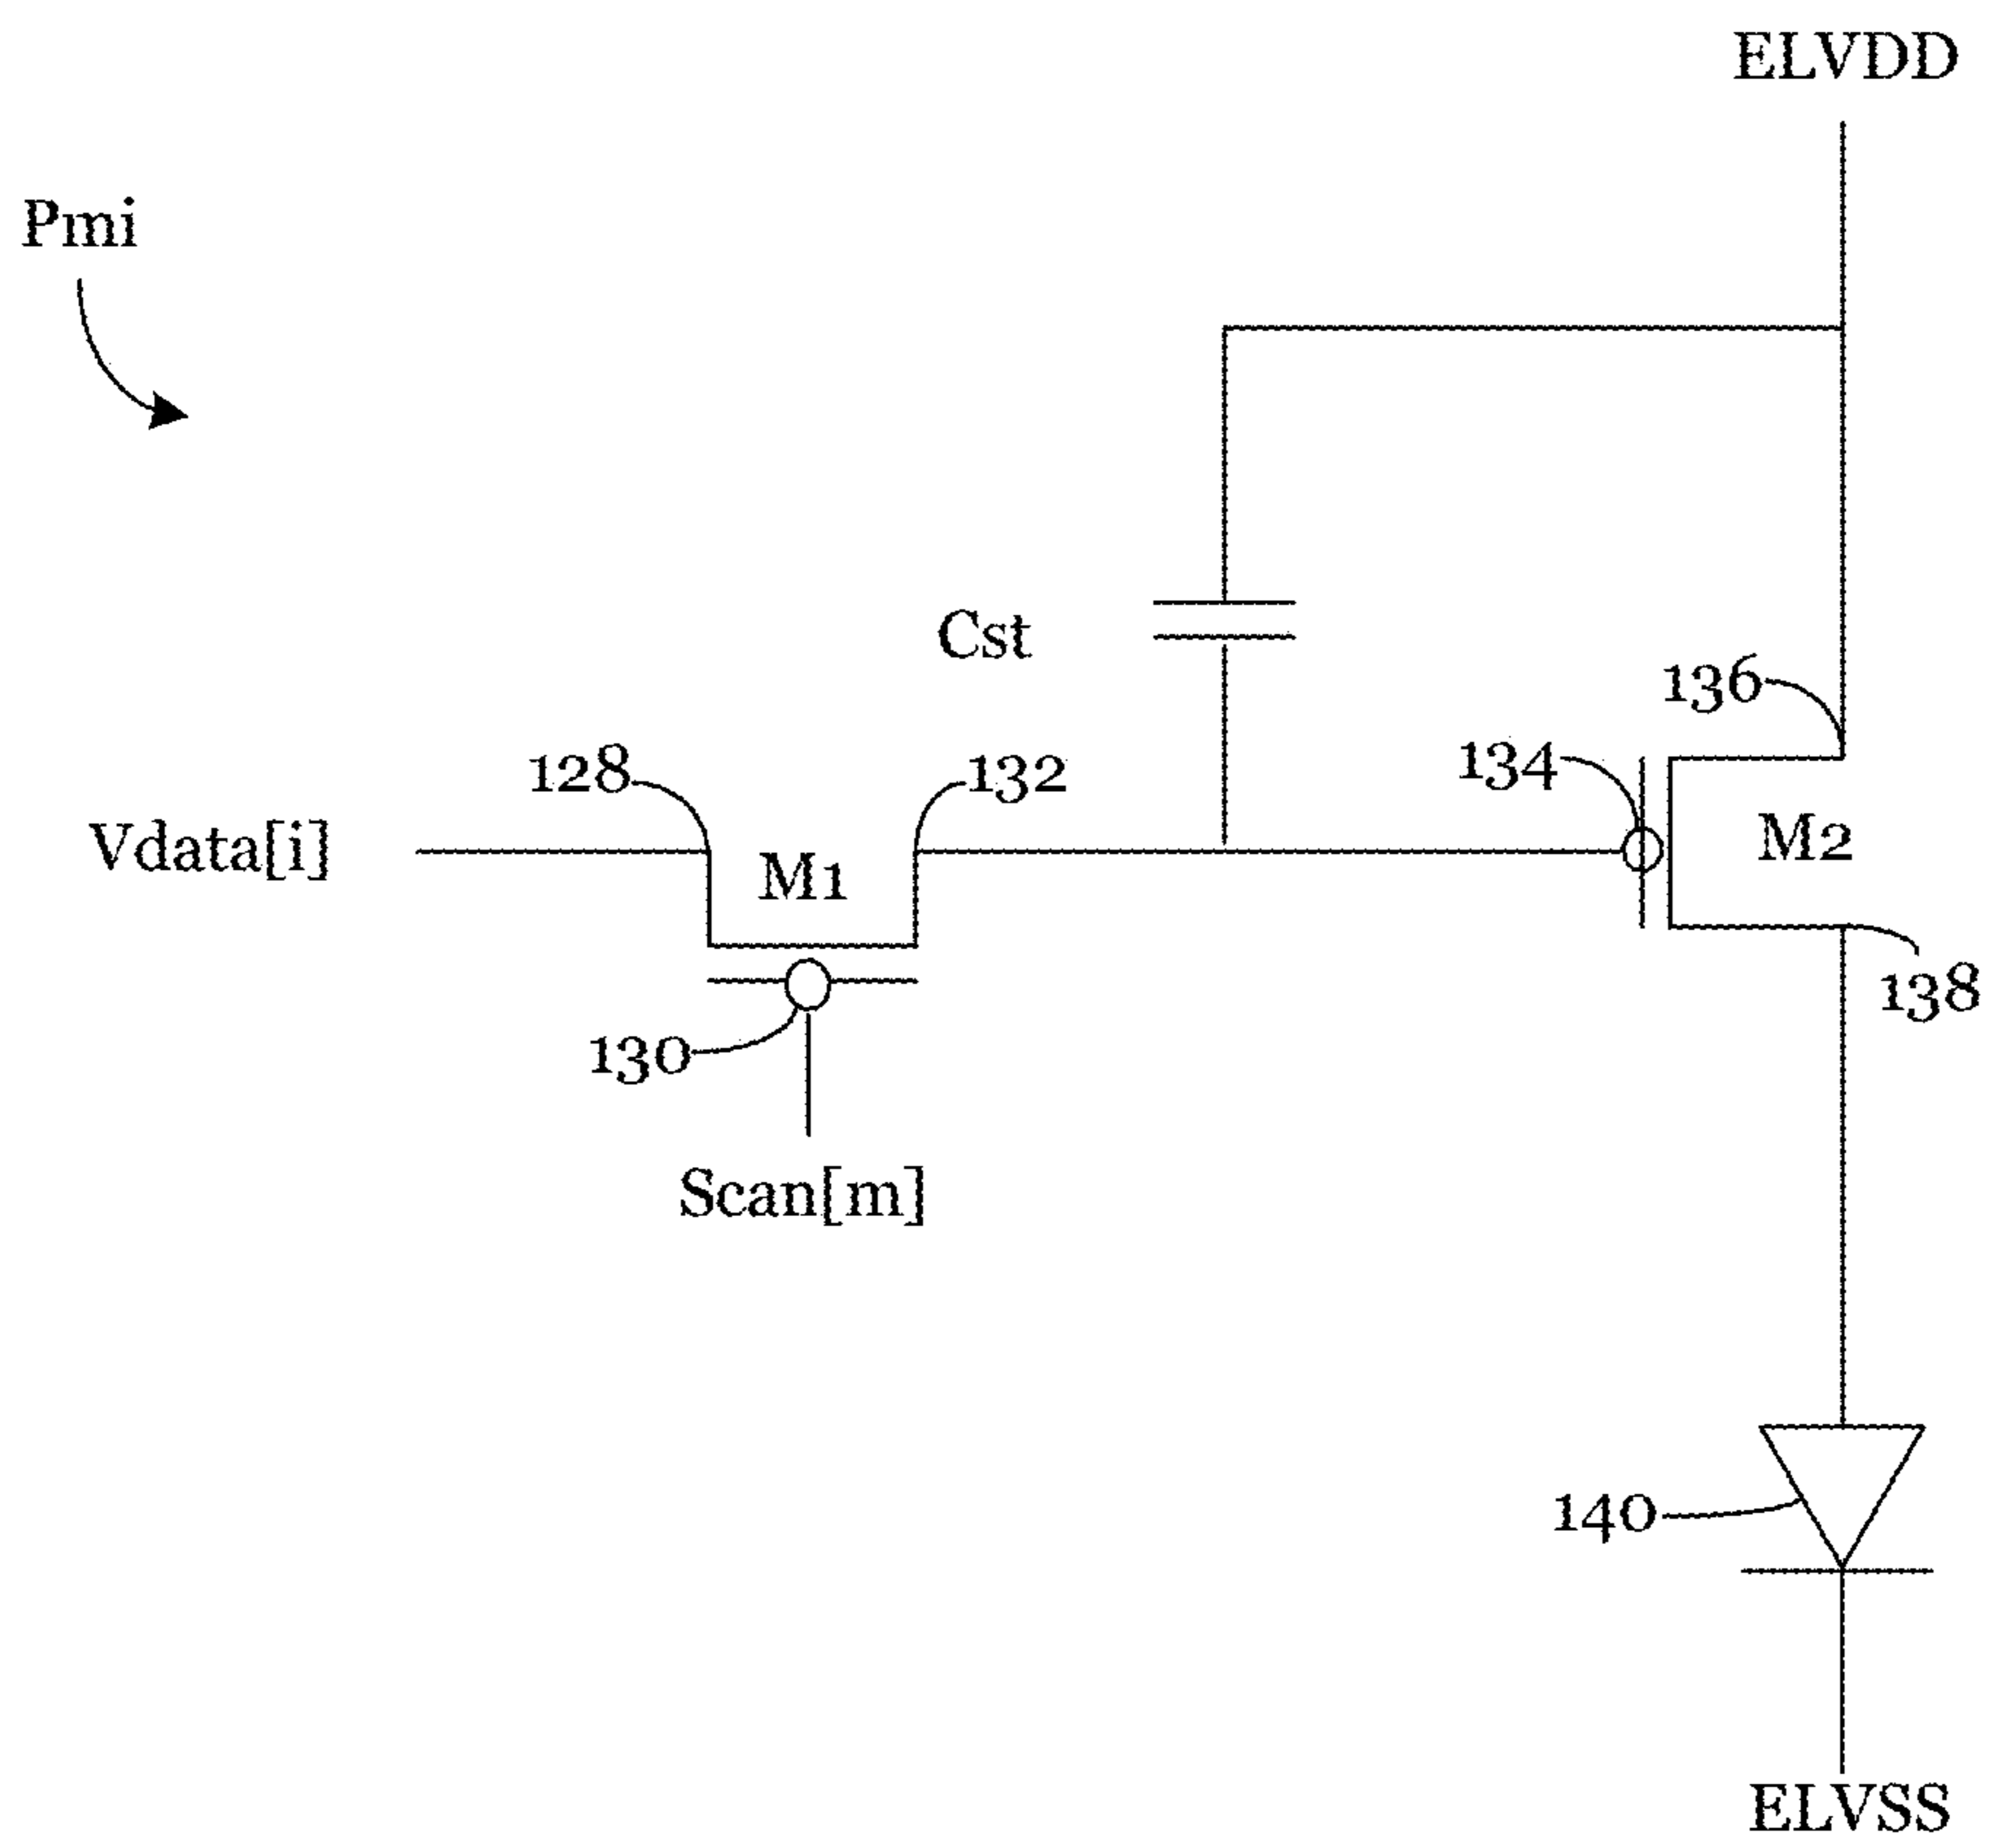 ELVDD
Pmi
Cst
136
128
132
134
Vdata[i]
M1
M2
138
130
Scan[m]
140
ELVSS